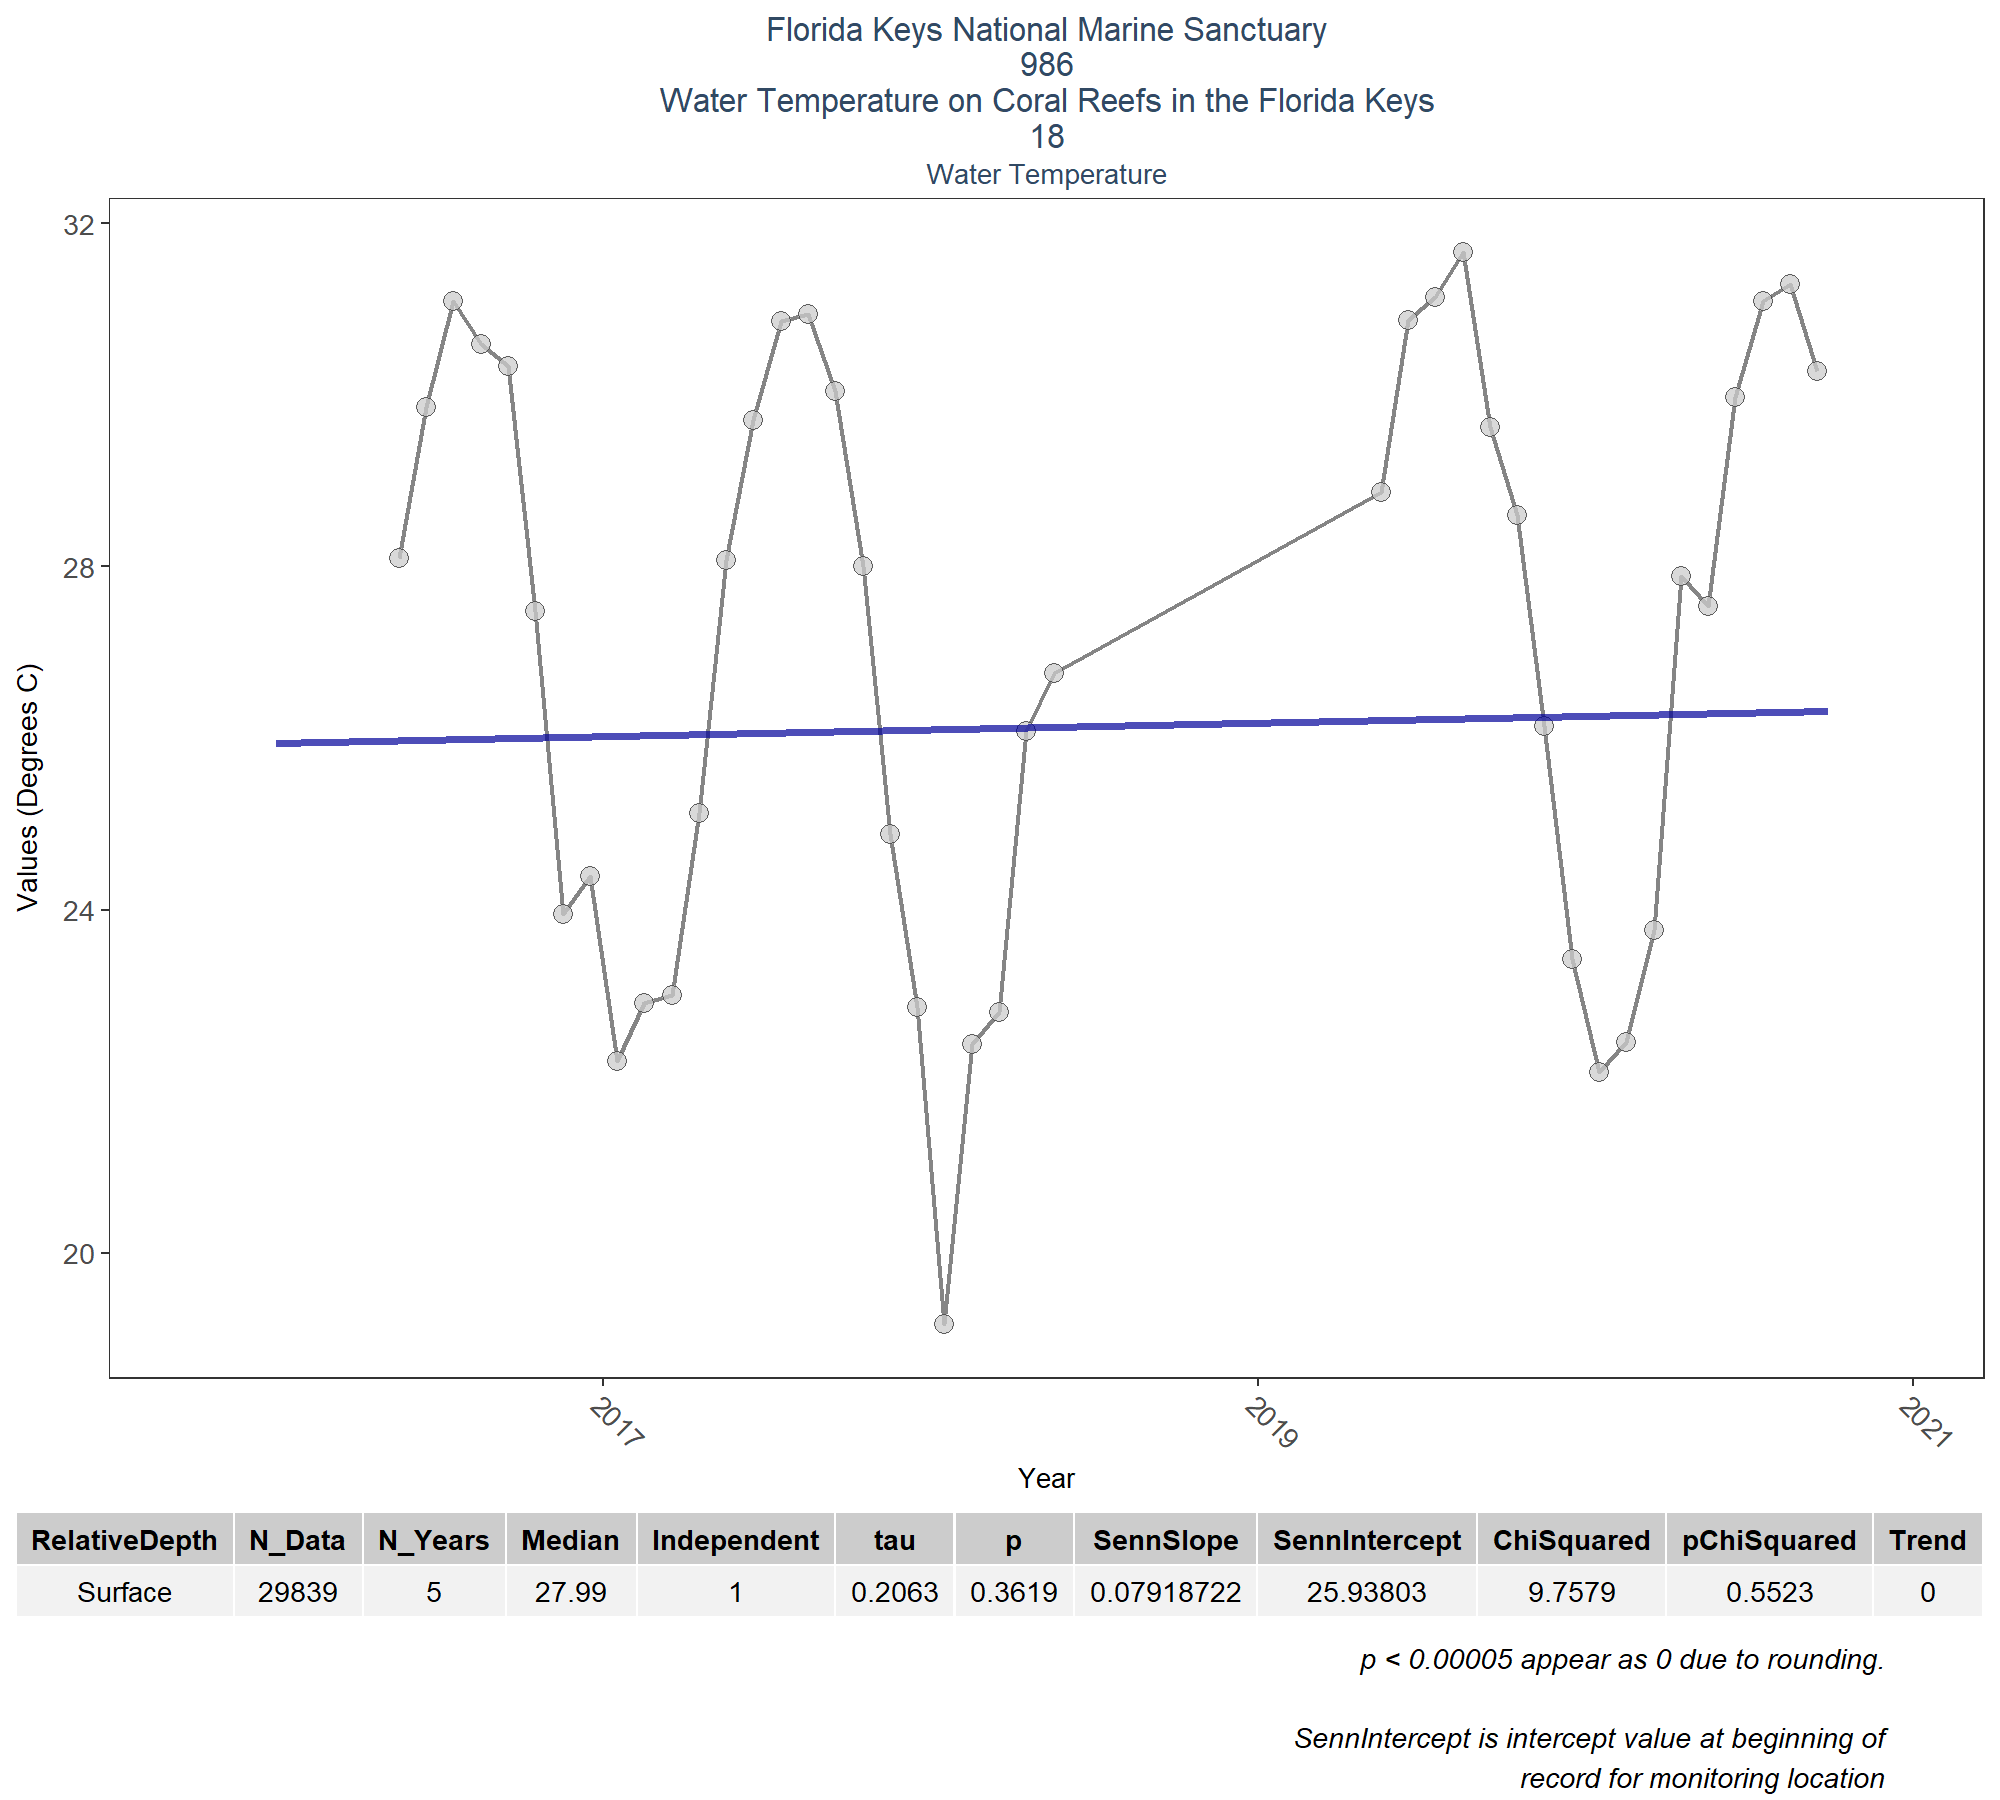 Florida Keys National Marine Sanctuary
986
Water Temperature on Coral Reefs in the Florida Keys
18
Water Temperature
32
28
24
20
Values (Degrees C)
2017
2019
2021
Year
RelativeDepth N_Data N_Years Median Independent tau p SennSlope SennIntercept ChiSquared pChiSquared Trend
Surface 29839 5 27.99 1 0.2063 0.3619 0.07918722 25.93803 9.7579 0.5523 0
p < 0.00005 appear as 0 due to rounding.
SennIntercept is intercept value at beginning of
record for monitoring location